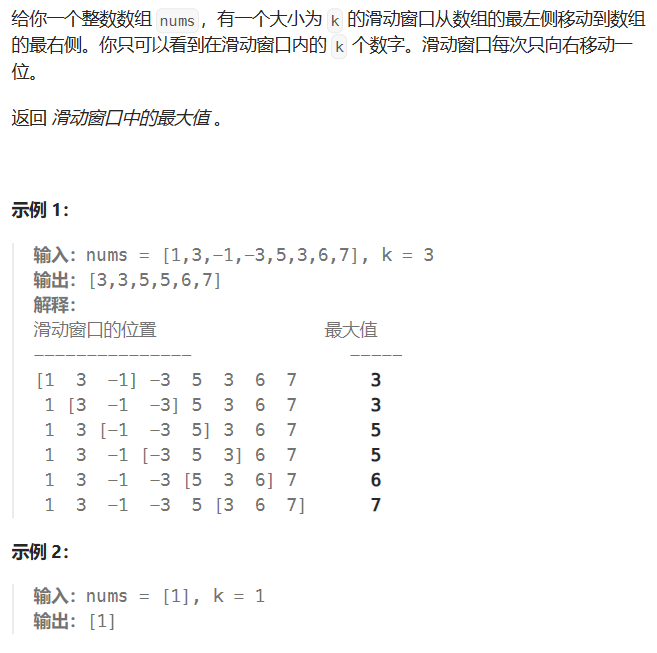 给你一个整数数组 nums，有一个大小为 k 的滑动窗口从数组的最左侧移动到数组
的最右侧。你只可以看到在滑动窗口内的 k 个数字。滑动窗口每次只向右移动一
位。
返回 滑动窗口中的最大值 。
示例 1：
输入：nums = [1,3,-1,-3,5,3,6,7], k = 3
输出：[3,3,5,5,6,7]
解释：
滑动窗口的位置                最大值
---------------               -----
[1  3  -1] -3  5  3  6  7       3
 1 [3  -1  -3] 5  3  6  7       3
 1  3 [-1  -3  5] 3  6  7       5
 1  3  -1 [-3  5  3] 6  7       5
 1  3  -1  -3 [5  3  6] 7       6
 1  3  -1  -3  5 [3  6  7]      7
示例 2：
输入：nums = [1], k = 1
输出：[1]